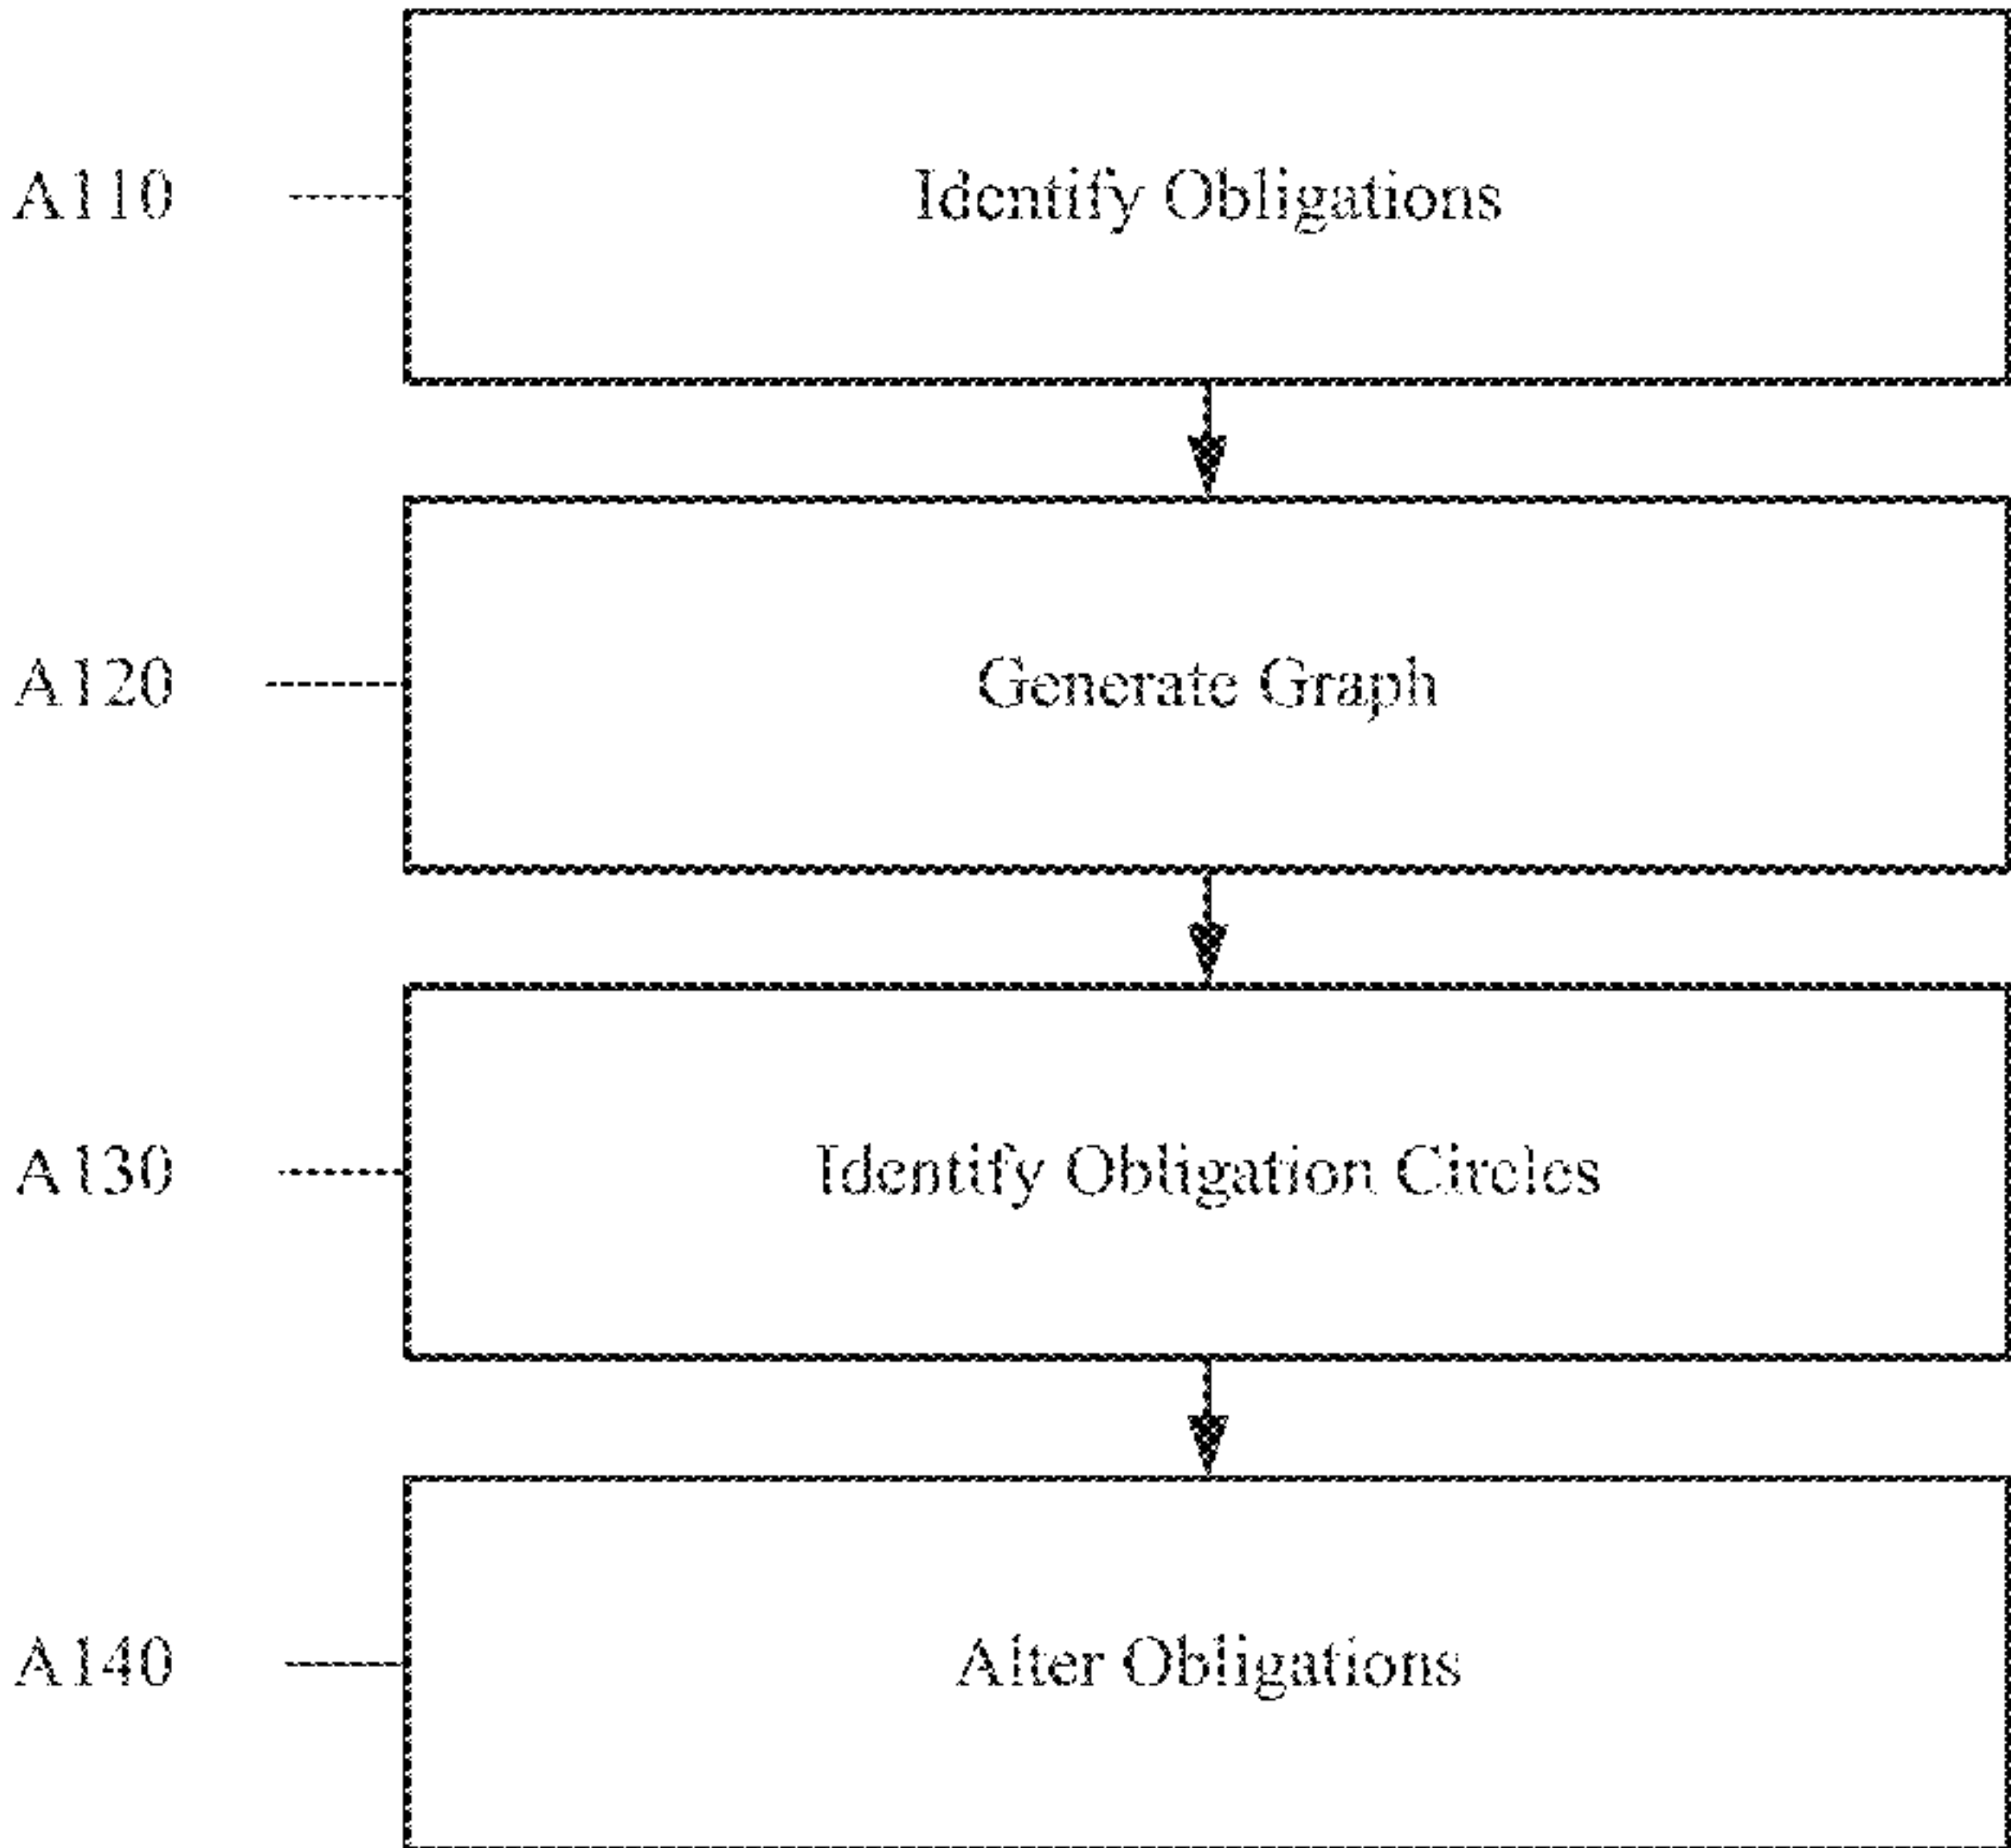 A110 Identify Obligations
A120 Generate Graph
A130 Identify Obligation Circles
A140 Alter Obligations